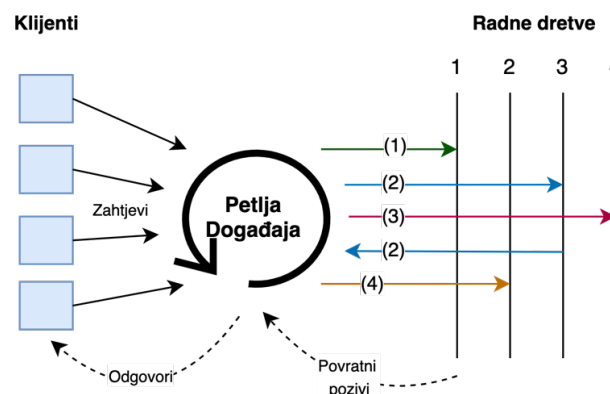 Klijenti
Radne dretve
1 2 3
(1)
(2)
Zahtjevi
Petlja
Događaja
(3)
(2)
(4)
Odgovori
Povratni
pozivi